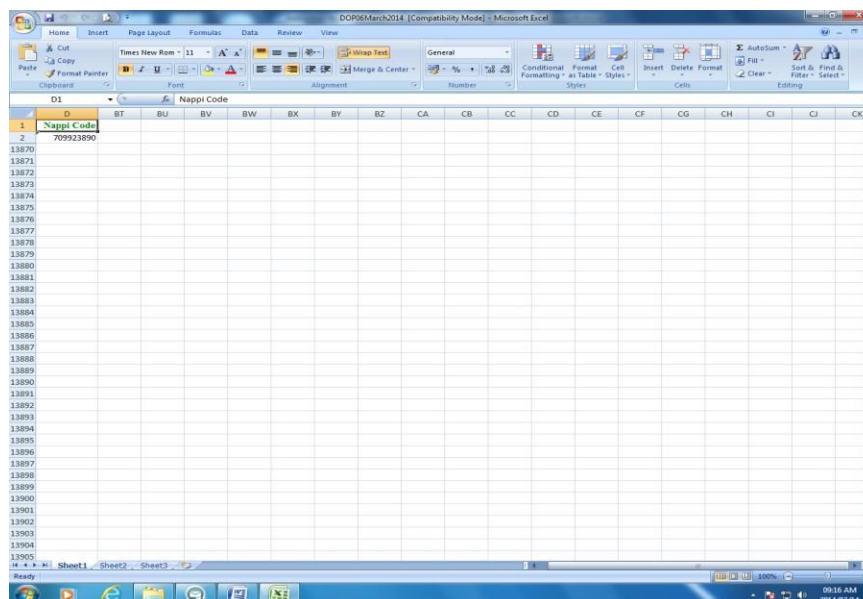 DOP06March2014 [Compatibility Mode] - Microsoft Excel
Home Insert Page Layout Formulas Data Review View
Cut
Copy
Format Painter
Paste
Clipboard
Times New Rom 11
B I U
Font
Wrap Text
Merge & Center
Alignment
General
Number
Conditional Formatting
Format as Table
Cell Styles
Styles
Insert Delete Format
Cells
AutoSum
Fill
Clear
Sort & Filter
Find & Select
Editing
D1 fx Nappi Code
D BT BU BV BW BX BY BZ CA CB CC CD CE CF CG CH CI CJ CK
1 Nappi Code
2 709923890
13870
13871
13872
13873
13874
13875
13876
13877
13878
13879
13880
13881
13882
13883
13884
13885
13886
13887
13888
13889
13890
13891
13892
13893
13894
13895
13896
13897
13898
13899
13900
13901
13902
13903
13904
13905
Sheet1 Sheet2 Sheet3
Ready 100%
09:16 AM